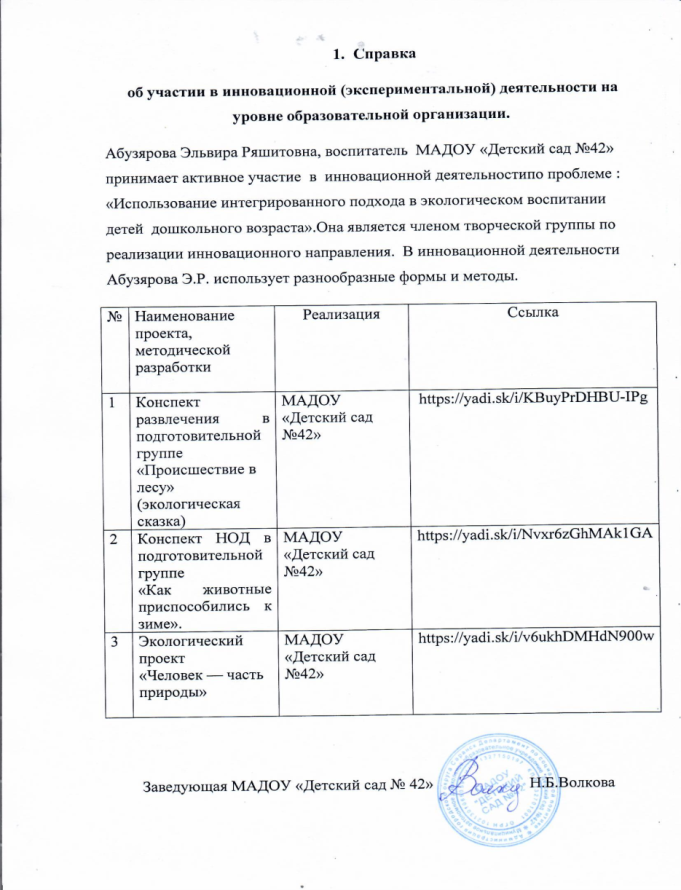 1. Справка
об участии в инновационной (экспериментальной) деятельности на
уровне образовательной организации.
Абузярова Эльвира Ряшитовна, воспитатель МАДОУ «Детский сад №42»
принимает активное участие в инновационной деятельностипо проблеме :
«Использование интегрированного подхода в экологическом воспитании
детей дошкольного возраста».Она является членом творческой группы по
реализации инновационного направления. В инновационной деятельности
Абузярова Э.Р. использует разнообразные формы и методы.
№ Наименование Реализация Ссылка
проекта,
методической
разработки
1 Конспект МАДОУ https://yadi.sk/i/KBuyPrDHBU-IPg
развлечения в «Детский сад
подготовительной №42»
группе
«Происшествие в
лесу»
(экологическая
сказка)
2 Конспект НОД в МАДОУ https://yadi.sk/i/Nvxr6zGhMAk1GA
подготовительной «Детский сад
группе №42»
«Как животные
приспособились к
зиме».
3 Экологический МАДОУ https://yadi.sk/i/v6ukhDMHdN900w
проект «Детский сад
«Человек — часть №42»
природы»
Заведующая МАДОУ «Детский сад № 42» Н.Б.Волкова
МАДОУ
"ДЕТСКИЙ
САД №42"